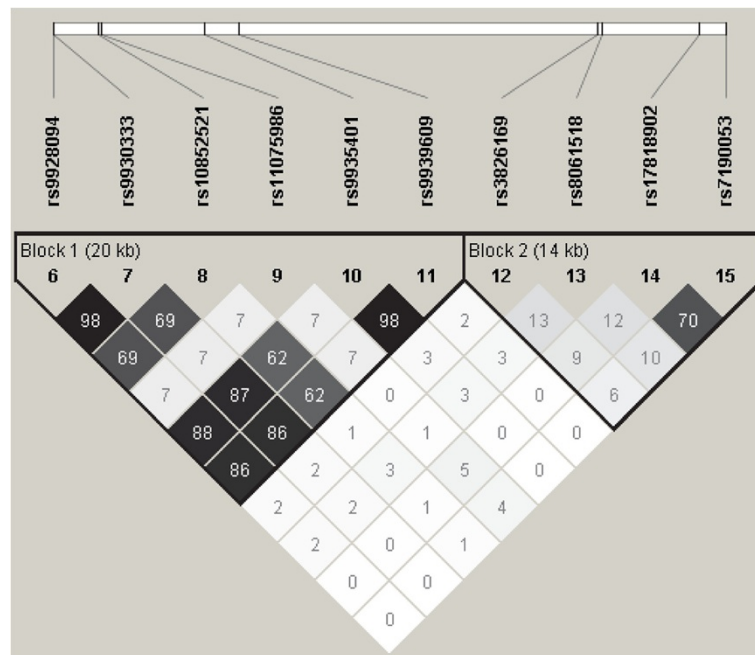 rs9928094
rs9930333
rs10852521
rs11075986
rs9935401
rs9939609
rs3826169
rs8061518
rs17818902
rs7190053
Block 1 (20 kb) Block 2 (14 kb)
6 7 8 9 10 11 12 13 14 15
98 69 7 7 98 2 13 12 70
69 7 62 7 3 3 9 10
7 87 62 0 3 0 6
88 86 1 1 0 0
86 2 3 5 0
2 2 1 4
2 0 1
0 0
0